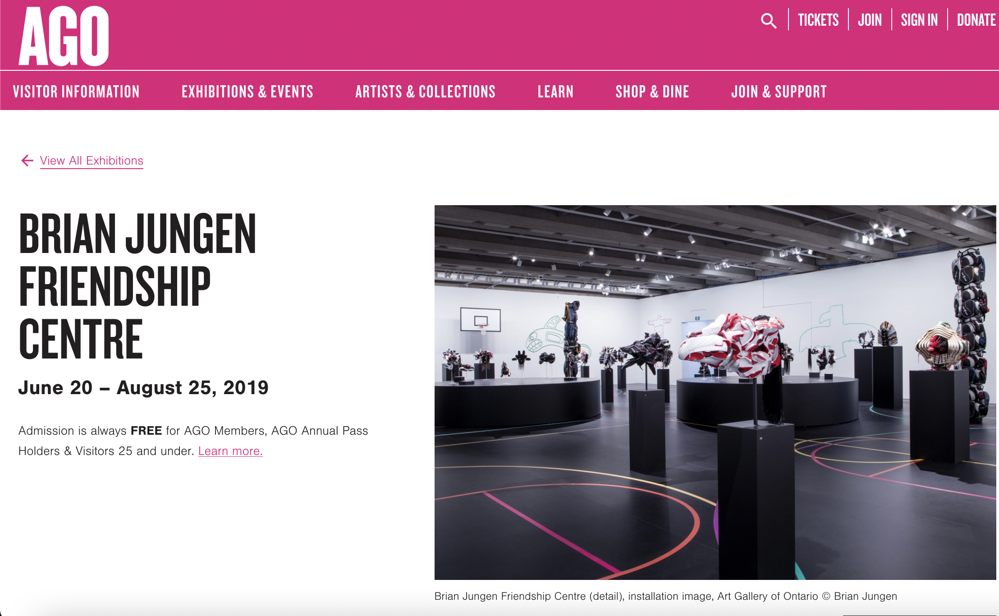 AGO
TICKETS
JOIN
SIGN IN
DONATE
VISITOR INFORMATION
EXHIBITIONS & EVENTS
ARTISTS & COLLECTIONS
LEARN
SHOP & DINE
JOIN & SUPPORT
View All Exhibitions
BRIAN JUNGEN
FRIENDSHIP
CENTRE
June 20 – August 25, 2019
Admission is always FREE for AGO Members, AGO Annual Pass
Holders & Visitors 25 and under. Learn more.
Brian Jungen Friendship Centre (detail), installation image, Art Gallery of Ontario © Brian Jungen